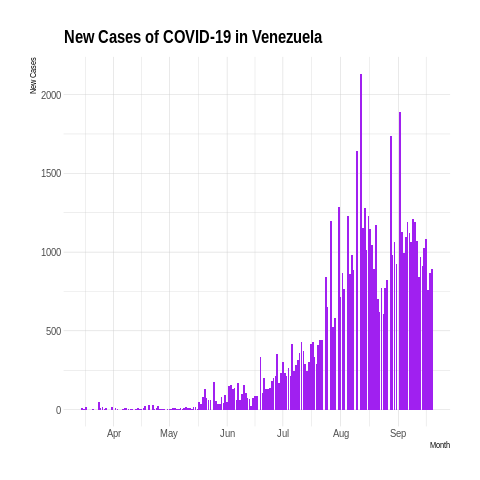 New Cases of COVID-19 in Venezuela
New Cases
2000
1500
1000
500
0
Apr May Jun Jul Aug Sep
Month